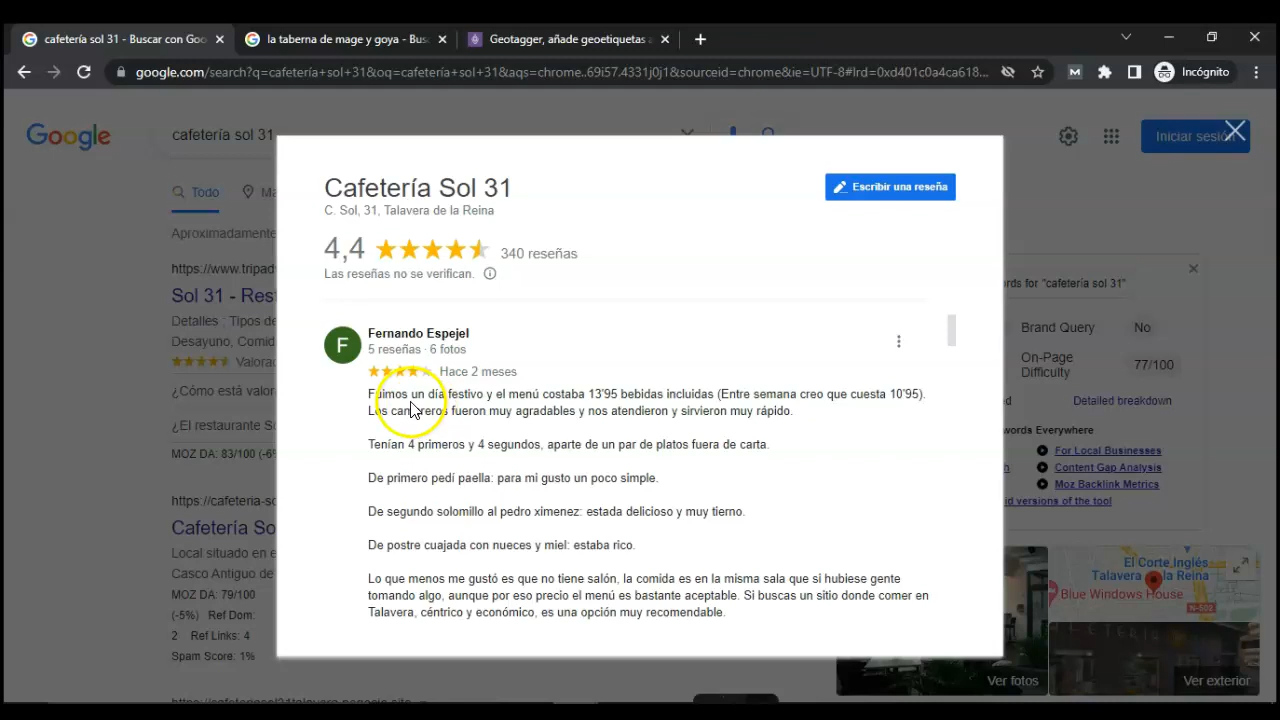 cafetería sol 31 - Buscar con Goo
la taberna de mage y goya - Bus
Geotagger, añade geoetiquetas
google.com/search?q=cafetería+sol+31&oq=cafetería+sol+31&aqs=chrome..69i57.4331j0j1&sourceid=chrome&ie=UTF-8#lrd=0xd401c0a4ca618...
M
Incógnito
Google
cafetería sol 31
Iniciar sesión
Todo
Ma
Aproximadamente
https://www.tripad
Sol 31 - Rest
Detalles : Tipos de
Desayuno, Comid
Valorac
¿Cómo está valor
¿El restaurante S
MOZ DA: 83/100 (-6%
https://cafeteria-so
Cafetería So
Local situado en e
Casco Antiguo de
MOZ DA: 79/100
(-5%) Ref Dom:
2 Ref Links: 4
Spam Score: 1%
Cafetería Sol 31
C. Sol, 31, Talavera de la Reina
Escribir una reseña
4,4
340 reseñas
Las reseñas no se verifican.
F
Fernando Espejel
5 reseñas · 6 fotos
Hace 2 meses
Fuimos un día festivo y el menú costaba 13'95 bebidas incluidas (Entre semana creo que cuesta 10'95).
Los camareros fueron muy agradables y nos atendieron y sirvieron muy rápido.
Tenían 4 primeros y 4 segundos, aparte de un par de platos fuera de carta.
De primero pedí paella: para mi gusto un poco simple.
De segundo solomillo al pedro ximenez: estada delicioso y muy tierno.
De postre cuajada con nueces y miel: estaba rico.
Lo que menos me gustó es que no tiene salón, la comida es en la misma sala que si hubiese gente
tomando algo, aunque por eso precio el menú es bastante aceptable. Si buscas un sitio donde comer en
Talavera, céntrico y económico, es una opción muy recomendable.
rds for "cafetería sol 31"
Brand Query No
On-Page
Difficulty 77/100
Detailed breakdown
words Everywhere
For Local Businesses
Content Gap Analysis
Moz Backlink Metrics
id versions of the tool
El Corte Inglés
Talavera
la Reina
Blue Windows House
N-502
Ver fotos
Ver exterior